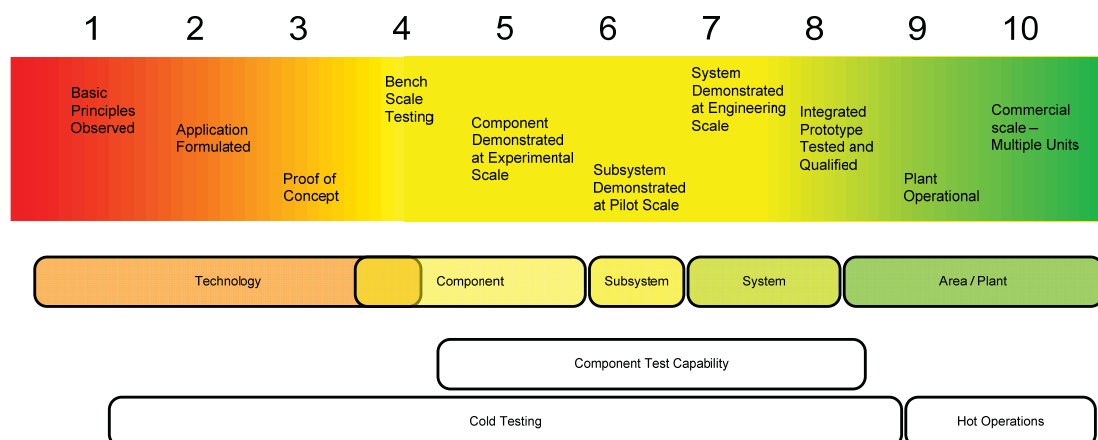 1 2 3 4 5 6 7 8 9 10
Basic
Principles
Observed
Application
Formulated
Proof of
Concept
Bench
Scale
Testing
Component
Demonstrated
at Experimental
Scale
Subsystem
Demonstrated
at Pilot Scale
System
Demonstrated
at Engineering
Scale
Integrated
Prototype
Tested and
Qualified
Plant
Operational
Commercial
scale –
Multiple Units
Technology
Component
Subsystem
System
Area / Plant
Component Test Capability
Cold Testing
Hot Operations